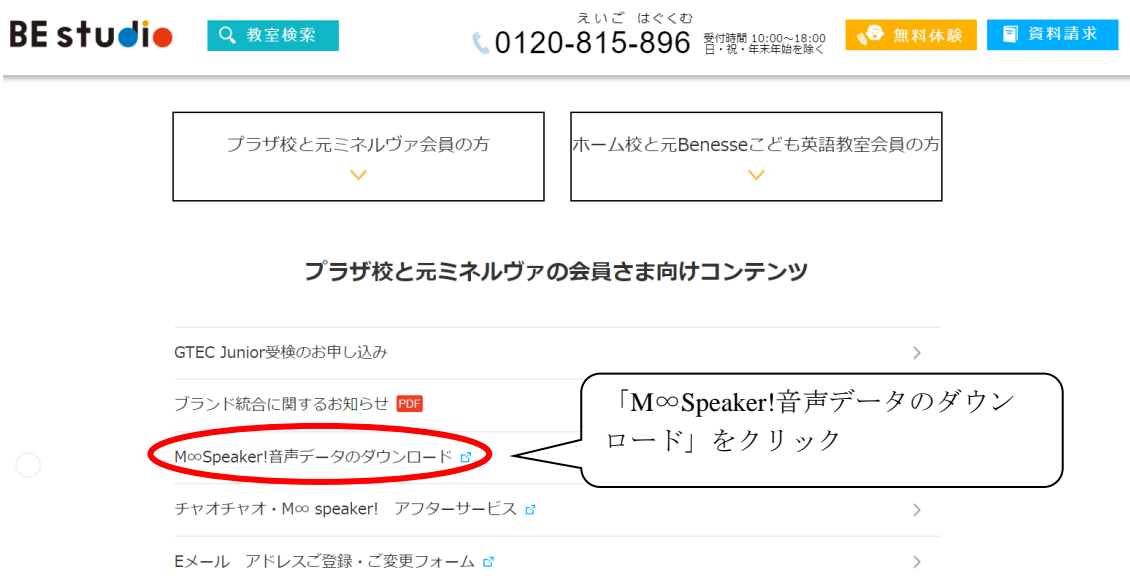 BE studio
教室検索
えいご はぐくむ
0120-815-896
受付時間 10:00~18:00
日・祝・年末年始を除く
無料体験
資料請求
プラザ校と元ミネルヴァ会員の方
ホーム校と元Benesseこども英語教室会員の方
プラザ校と元ミネルヴァの会員さま向けコンテンツ
GTEC Junior受検のお申し込み
ブランド統合に関するお知らせ PDF
「M∞Speaker!音声データのダウン
ロード」をクリック
M∞Speaker!音声データのダウンロード
チャオチャオ・M∞ speaker! アフターサービス
Eメール アドレスご登録・ご変更フォーム